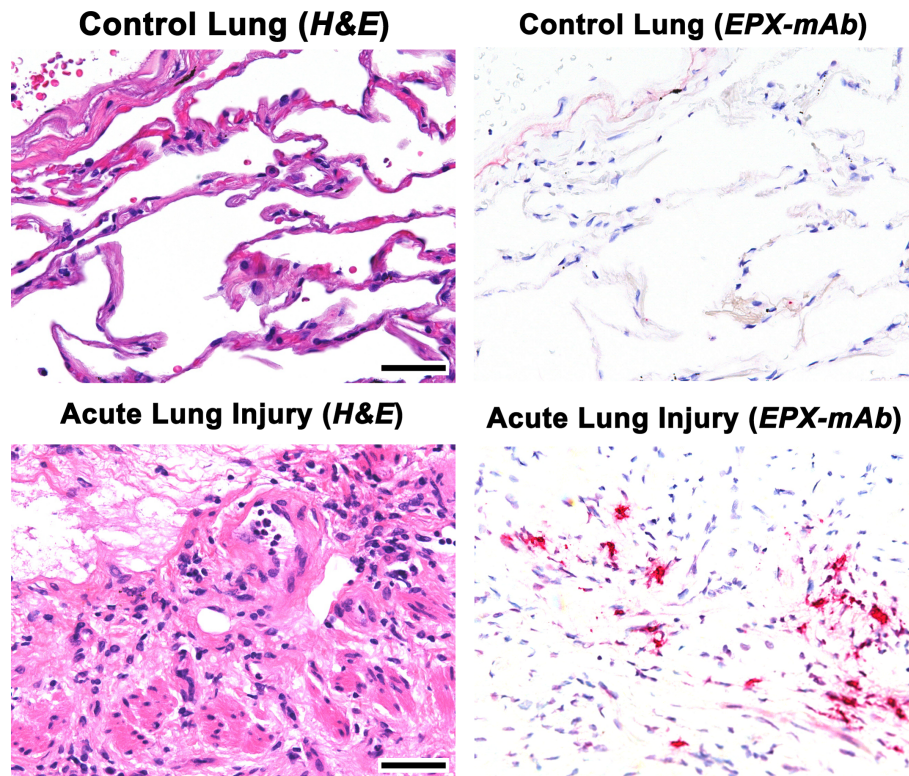 Control Lung (H&E)
Control Lung (EPX-mAb)
Acute Lung Injury (H&E)
Acute Lung Injury (EPX-mAb)